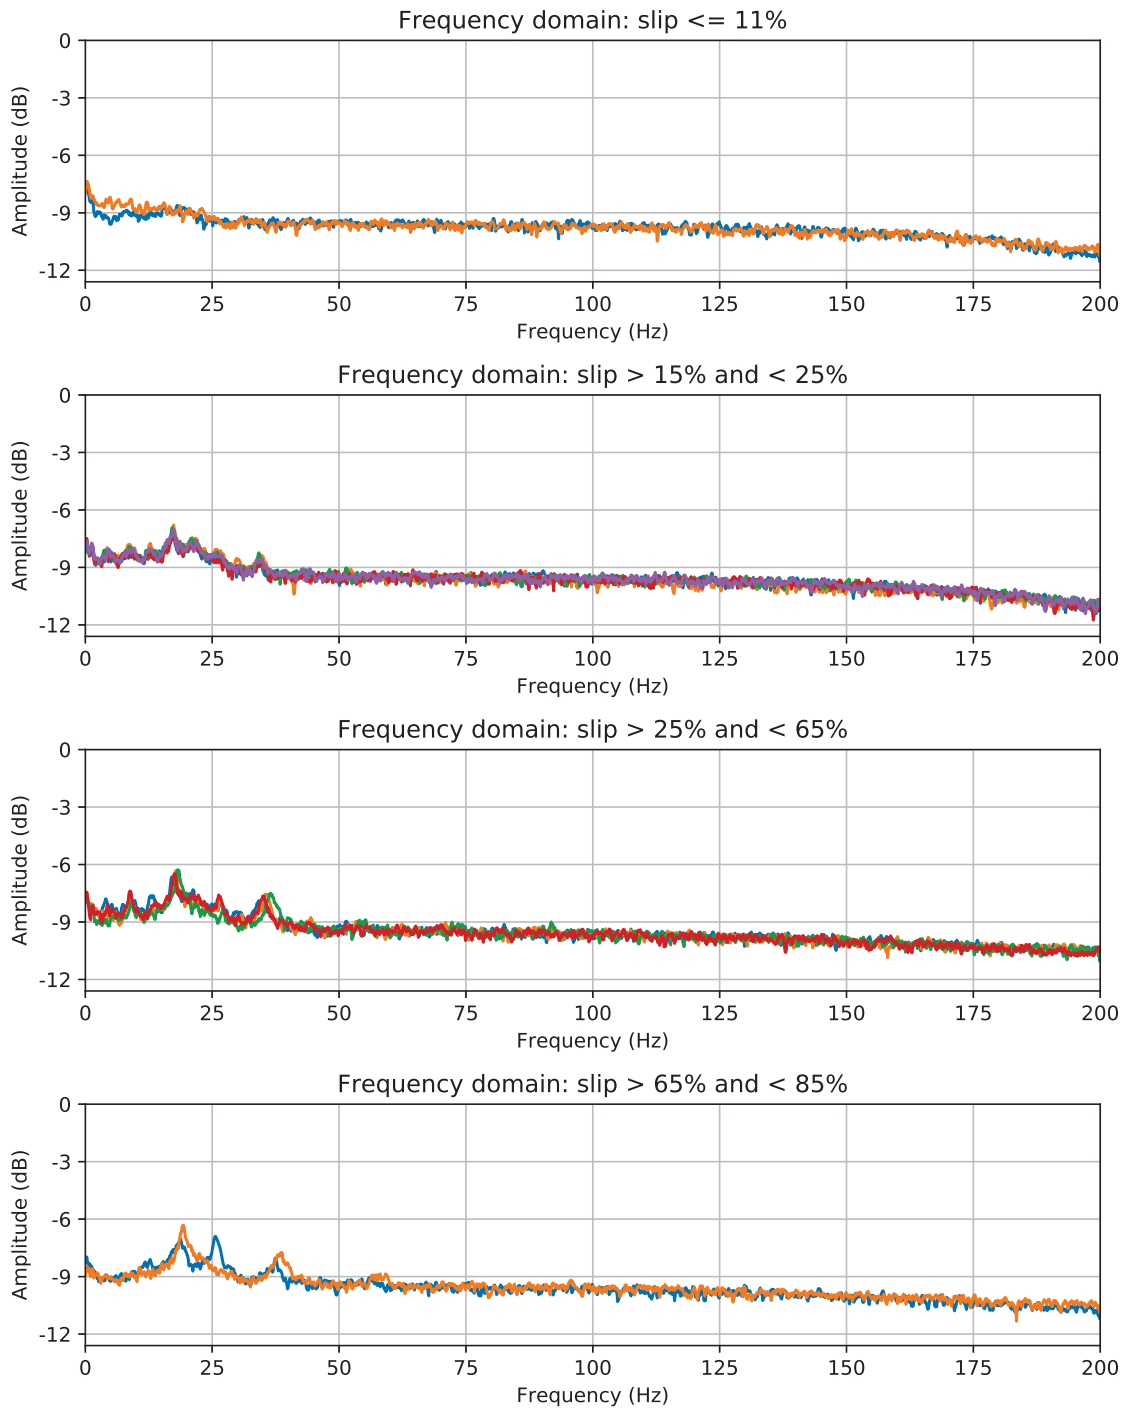 Frequency domain: slip <= 11%
Amplitude (dB)
0
-3
-6
-9
-12
0 25 50 75 100 125 150 175 200
Frequency (Hz)
Frequency domain: slip > 15% and < 25%
Amplitude (dB)
0
-3
-6
-9
-12
0 25 50 75 100 125 150 175 200
Frequency (Hz)
Frequency domain: slip > 25% and < 65%
Amplitude (dB)
0
-3
-6
-9
-12
0 25 50 75 100 125 150 175 200
Frequency (Hz)
Frequency domain: slip > 65% and < 85%
Amplitude (dB)
0
-3
-6
-9
-12
0 25 50 75 100 125 150 175 200
Frequency (Hz)